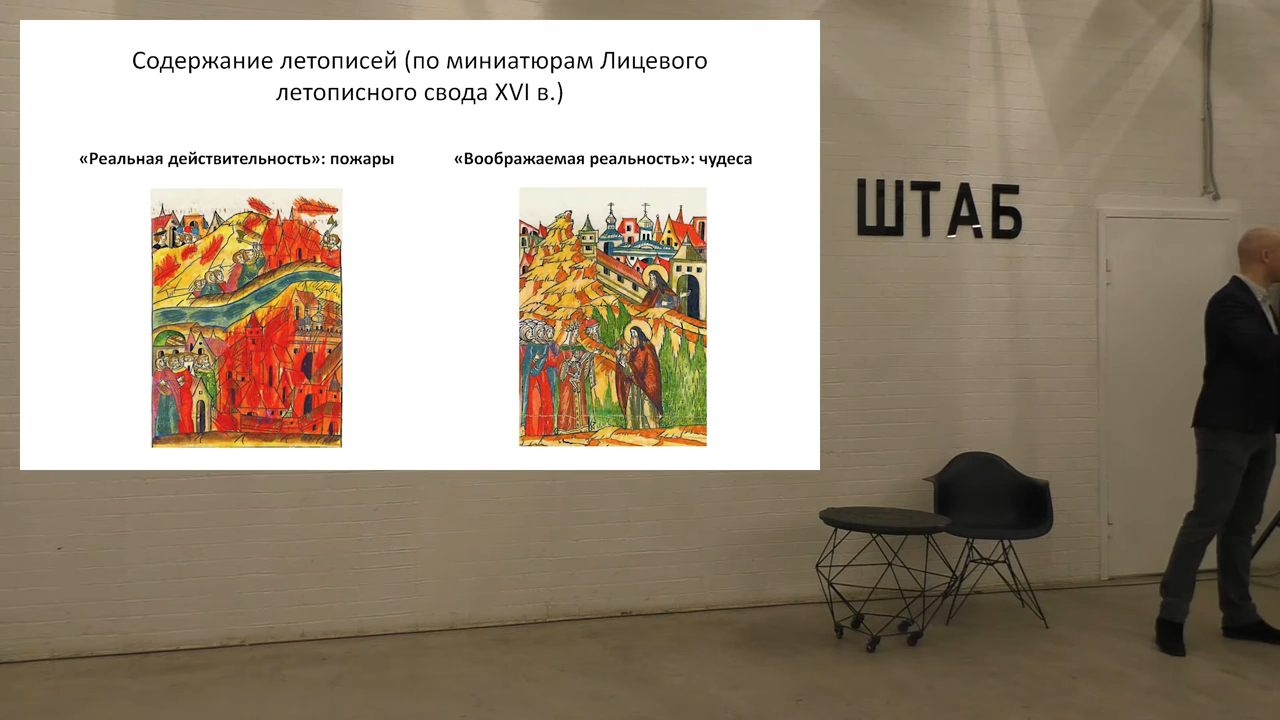 Содержание летописей (по миниатюрам Лицевого
летописного свода XVI в.)
«Реальная действительность»: пожары
«Воображаемая реальность»: чудеса
ШТАБ